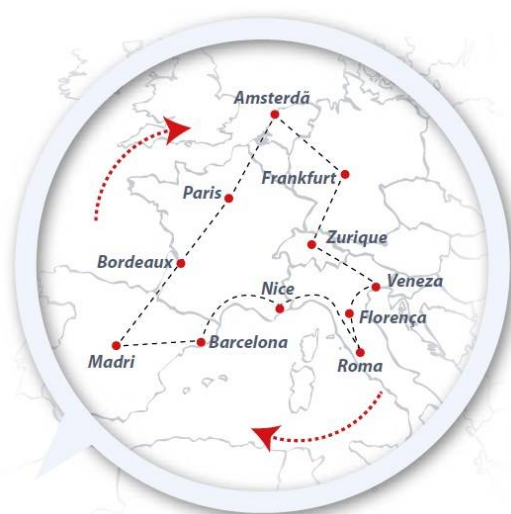 Amsterdã
Frankfurt
Paris
Zurique
Bordeaux
Nice
Veneza
Florença
Barcelona
Madri
Roma